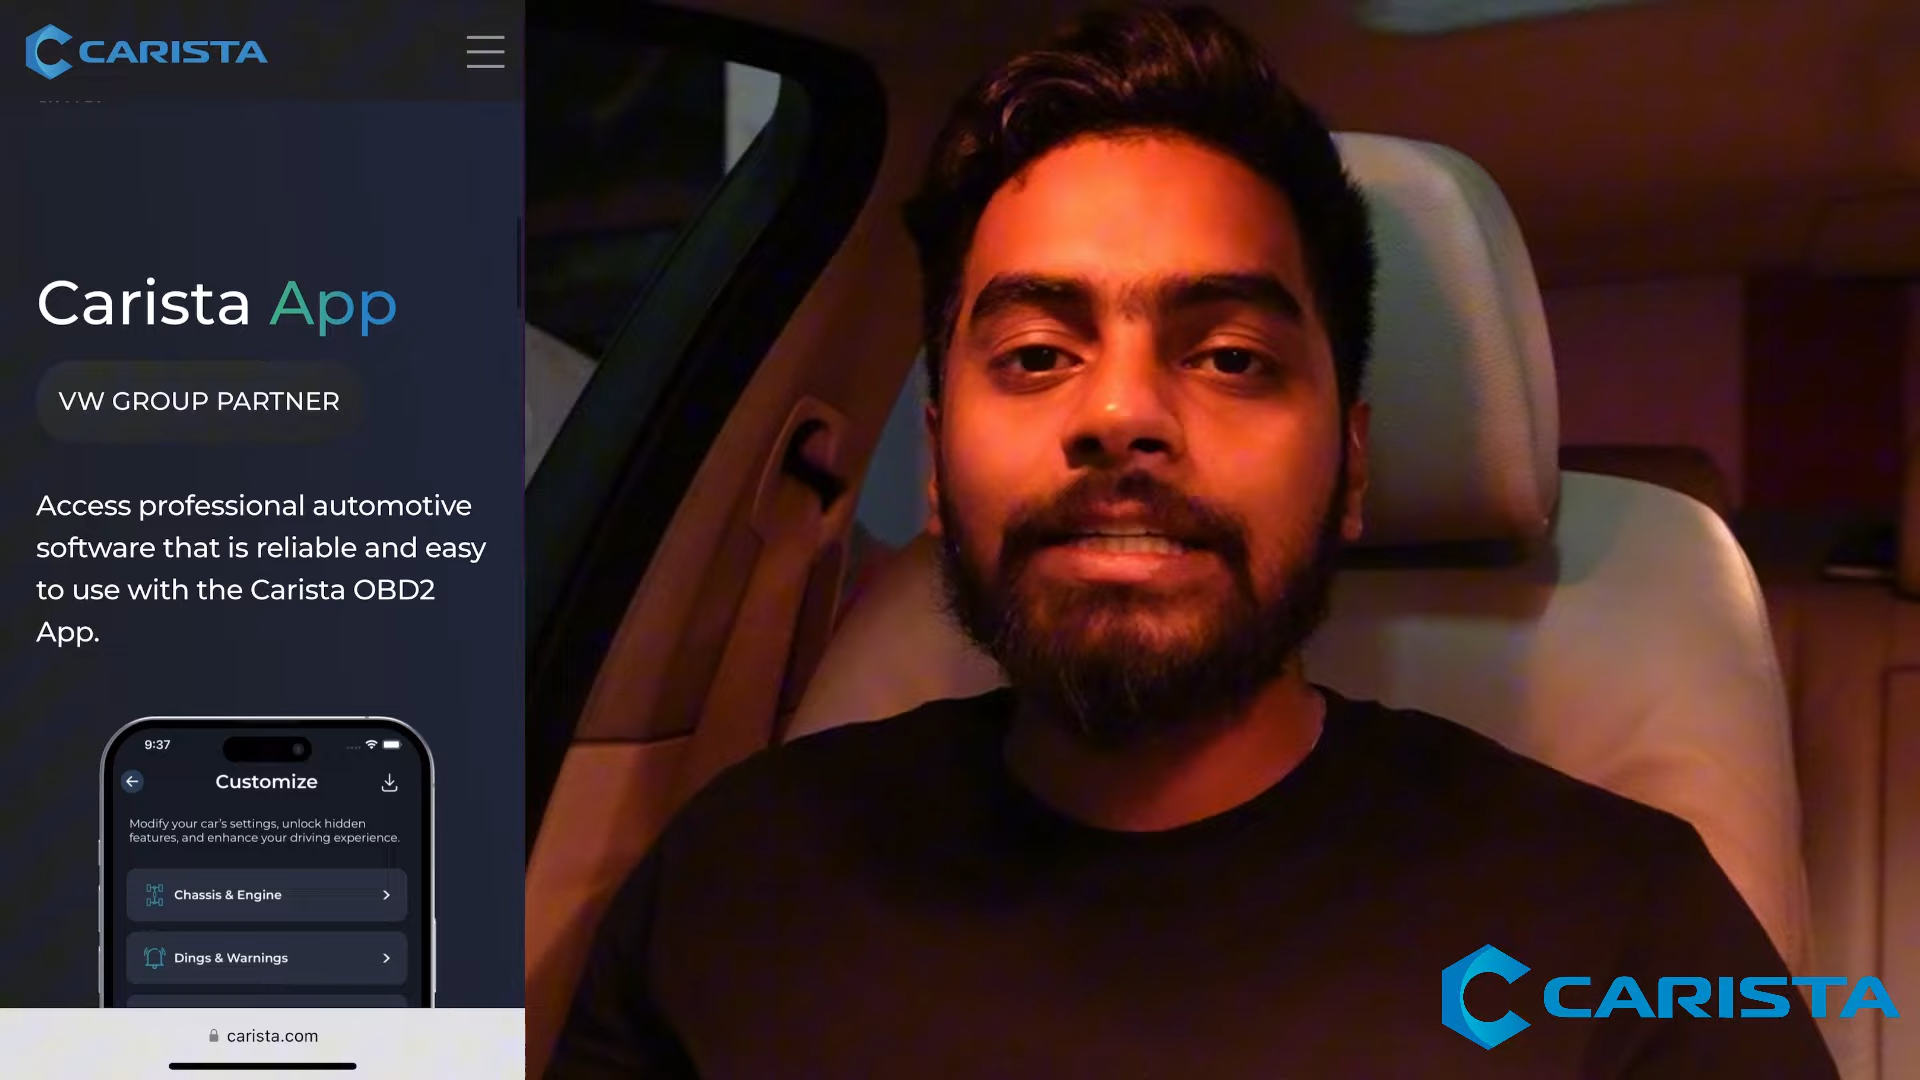 CARISTA
Carista App
VW GROUP PARTNER
Access professional automotive
software that is reliable and easy
to use with the Carista OBD2
App.
9:37
Customize
Modify your car's settings, unlock hidden
features, and enhance your driving experience.
Chassis & Engine
Dings & Warnings
carista.com
CARISTA